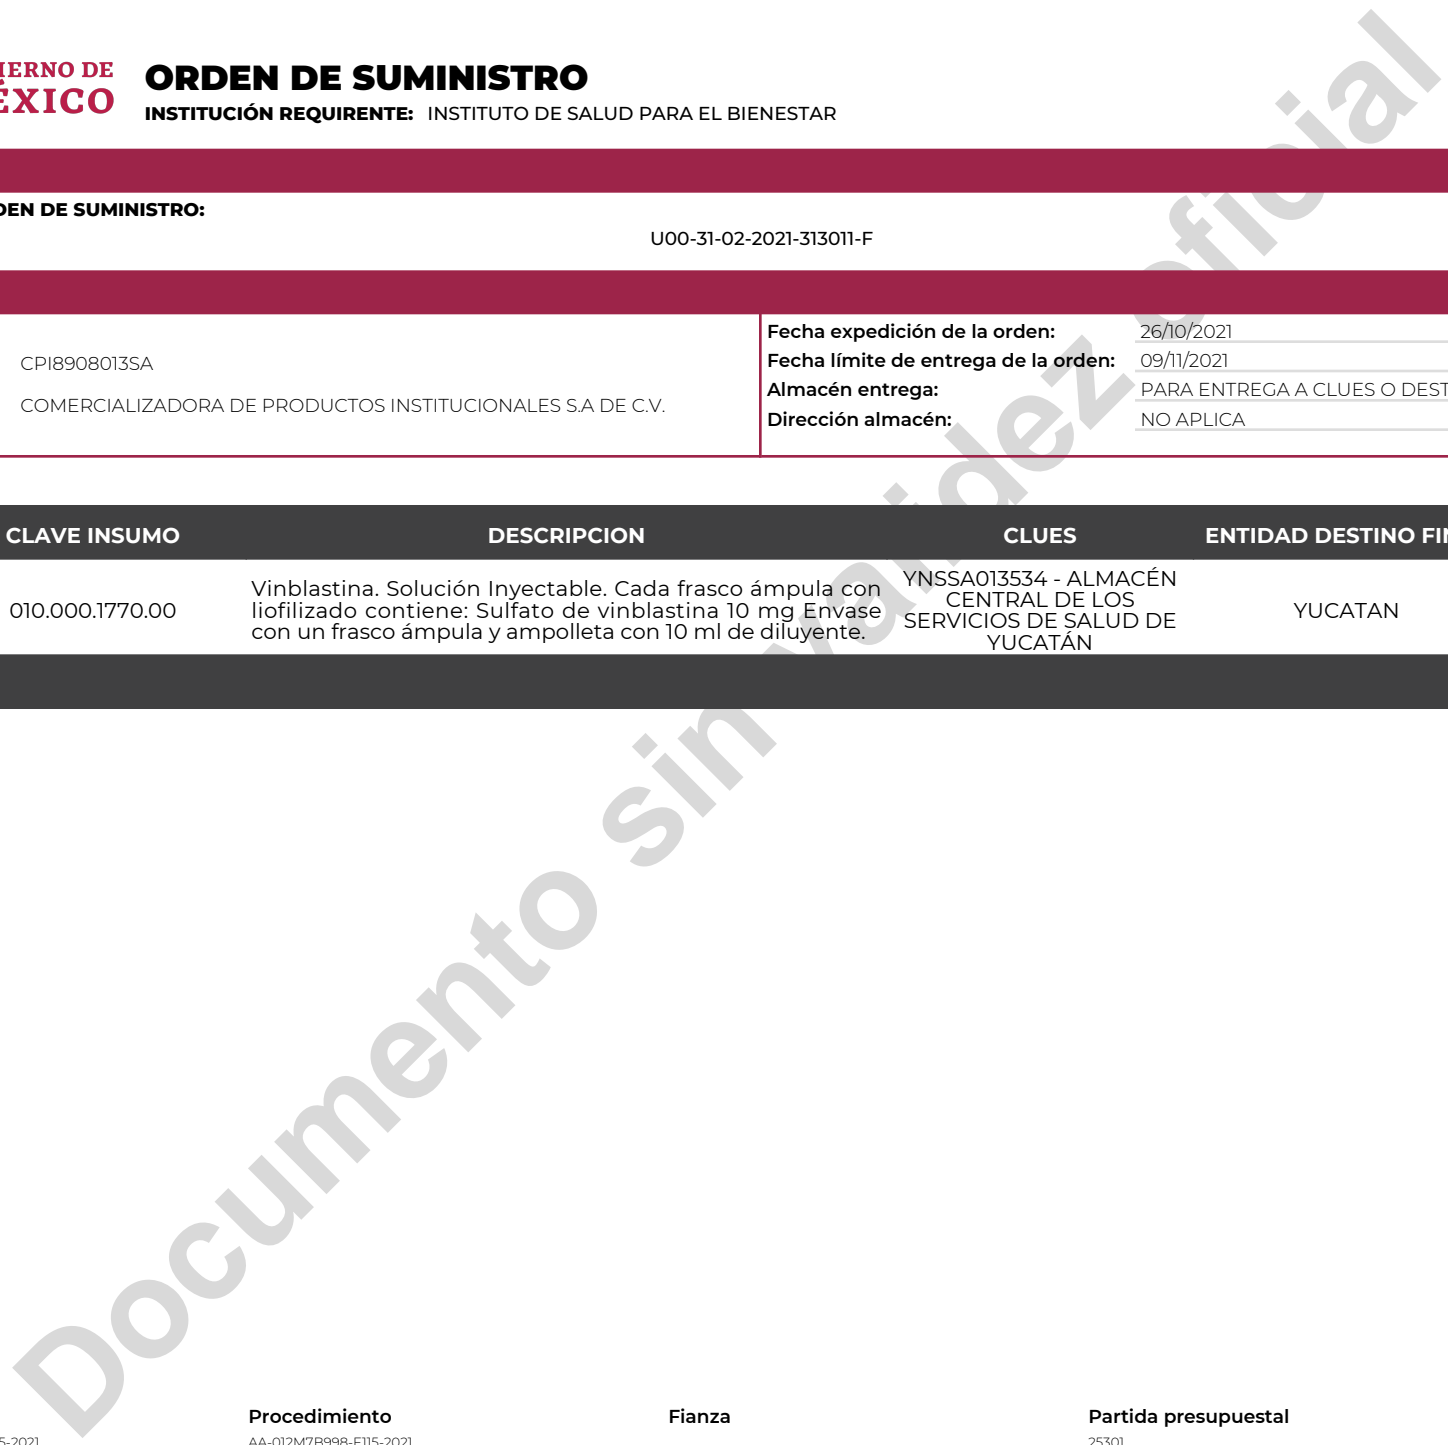 ORDEN DE SUMINISTRO
INSTITUCIÓN REQUIRENTE: INSTITUTO DE SALUD PARA EL BIENESTAR
IERNO DE
ÉXICO
DEN DE SUMINISTRO:
U00-31-02-2021-313011-F
CPI8908013SA
COMERCIALIZADORA DE PRODUCTOS INSTITUCIONALES S.A DE C.V.
Fecha expedición de la orden: 26/10/2021
Fecha límite de entrega de la orden: 09/11/2021
Almacén entrega: PARA ENTREGA A CLUES O DEST
Dirección almacén: NO APLICA
CLAVE INSUMO DESCRIPCION CLUES ENTIDAD DESTINO FIN
010.000.1770.00
Vinblastina. Solución Inyectable. Cada frasco ámpula con
liofilizado contiene: Sulfato de vinblastina 10 mg Envase
con un frasco ámpula y ampolleta con 10 ml de diluyente.
YNSSA013534 - ALMACÉN
CENTRAL DE LOS
SERVICIOS DE SALUD DE
YUCATÁN
YUCATAN
Documento sin validez oficial
Procedimiento Fianza Partida presupuestal
5-2021 AA-012M7B998-E115-2021 25301